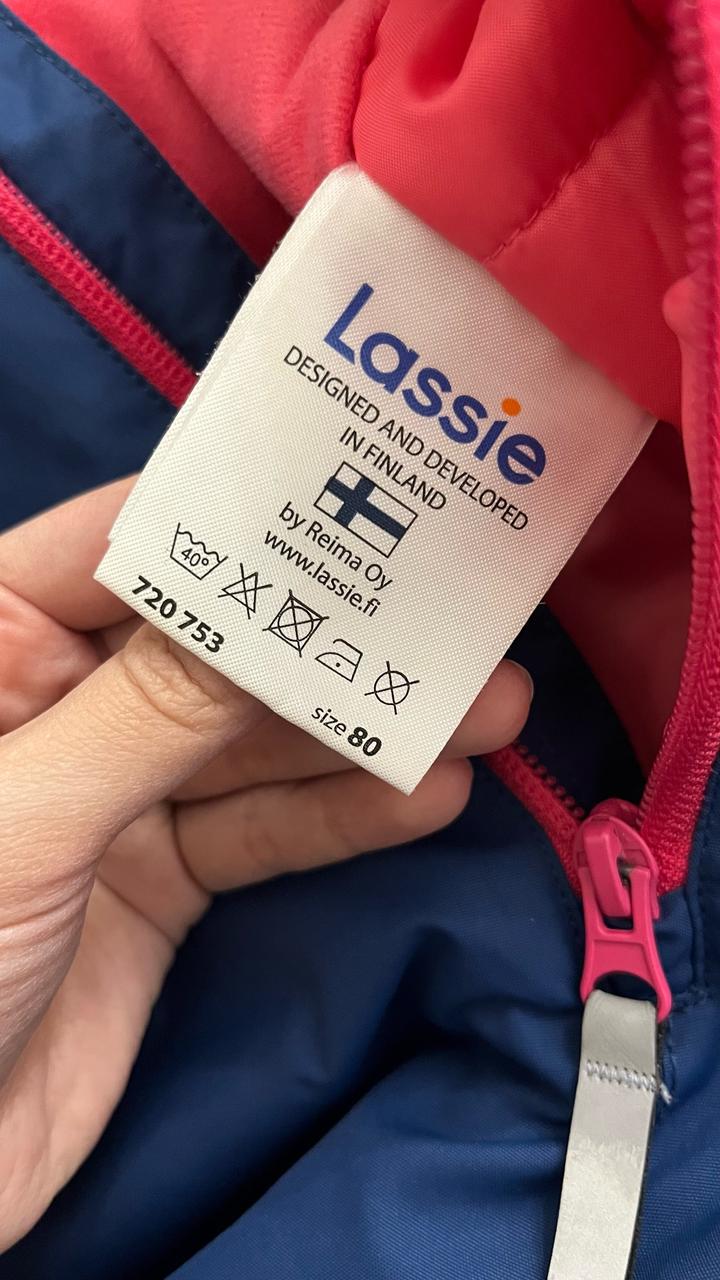 Lassie
DESIGNED AND DEVELOPED
IN FINLAND
by Reima Oy
www.lassie.fi
40°
720 753
size 80